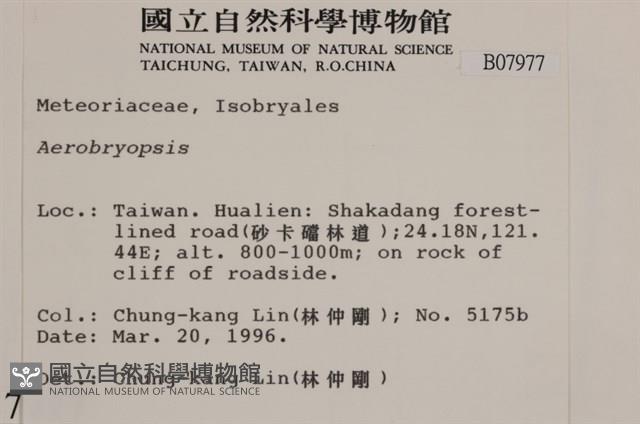 國立自然科學博物館
NATIONAL MUSEUM OF NATURAL SCIENCE
TAICHUNG, TAIWAN, R.O.CHINA
B07977
Meteoriaceae, Isobryales
Aerobryopsis
Loc.: Taiwan. Hualien: Shakadang forest-
lined road(砂卡礑林道);24.18N,121.
44E; alt. 800-1000m; on rock of
cliff of roadside.
Col.: Chung-kang Lin(林仲剛); No. 5175b
Date: Mar. 20, 1996.
Det.: Chung-kang Lin(林仲剛)
國立自然科學博物館
NATIONAL MUSEUM OF NATURAL SCIENCE
7